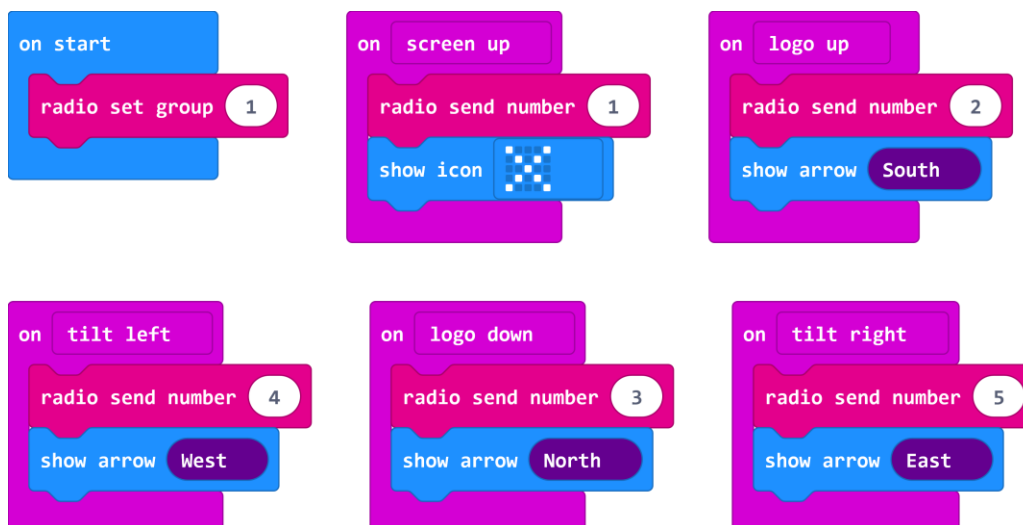 on start
radio set group 1
on screen up
radio send number 1
show icon
on logo up
radio send number 2
show arrow South
on tilt left
radio send number 4
show arrow West
on logo down
radio send number 3
show arrow North
on tilt right
radio send number 5
show arrow East